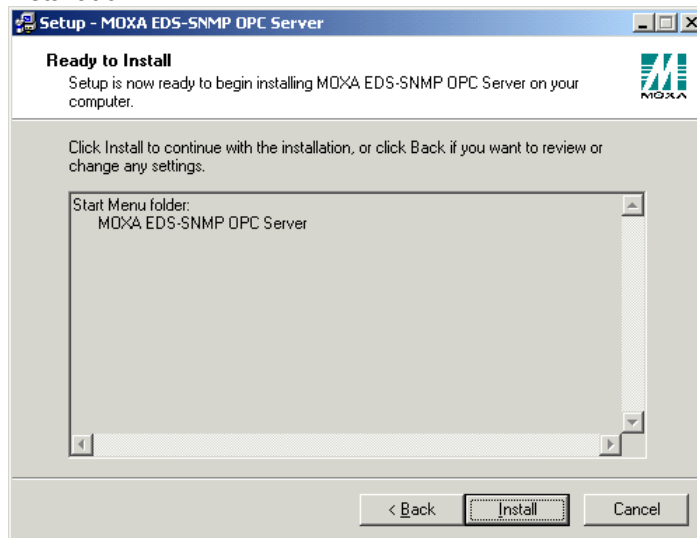 Setup - MOXA EDS-SNMP OPC Server
Ready to Install
Setup is now ready to begin installing MOXA EDS-SNMP OPC Server on your
computer.
MOXA
Click Install to continue with the installation, or click Back if you want to review or
change any settings.
Start Menu folder:
MOXA EDS-SNMP OPC Server
< Back
Install
Cancel